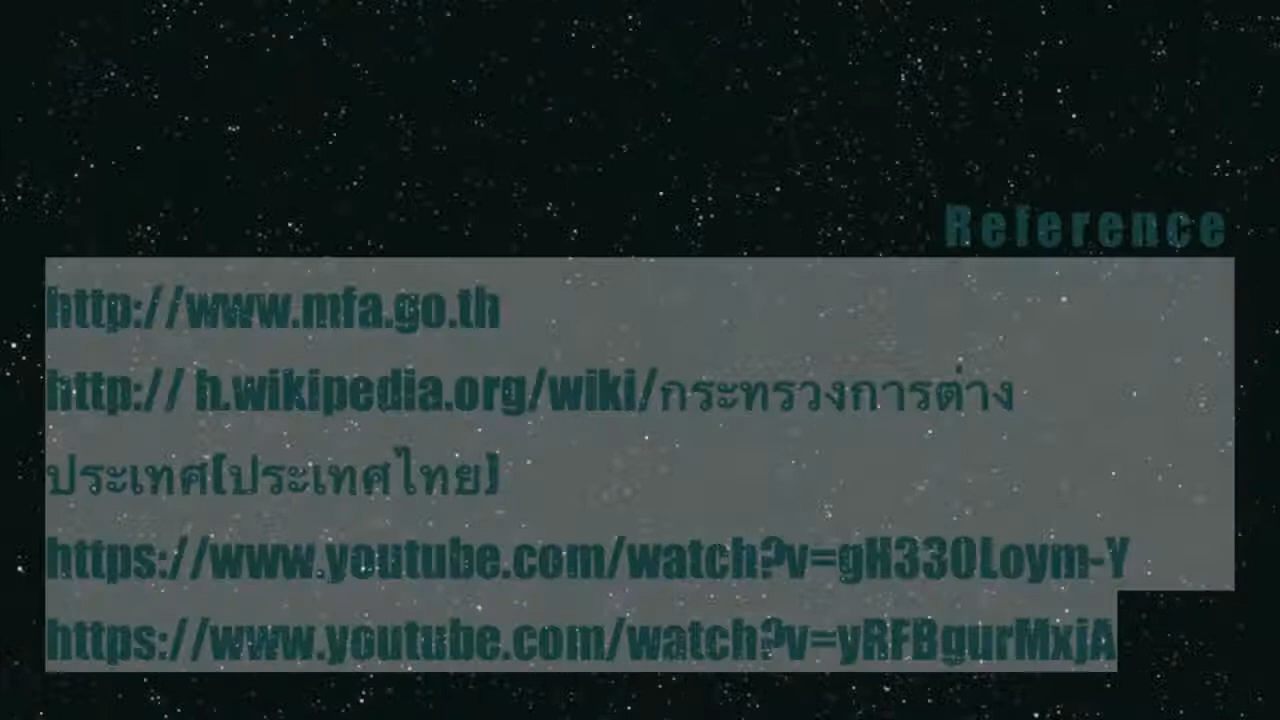 Reference
http://www.mfa.go.th
http:// h.wikipedia.org/wiki/กระทรวงการต่าง
ประเทศ(ประเทศไทย)
https://www.youtube.com/watch?v=gH330Loym-Y
https://www.youtube.com/watch?v=yRFBgurMxjA